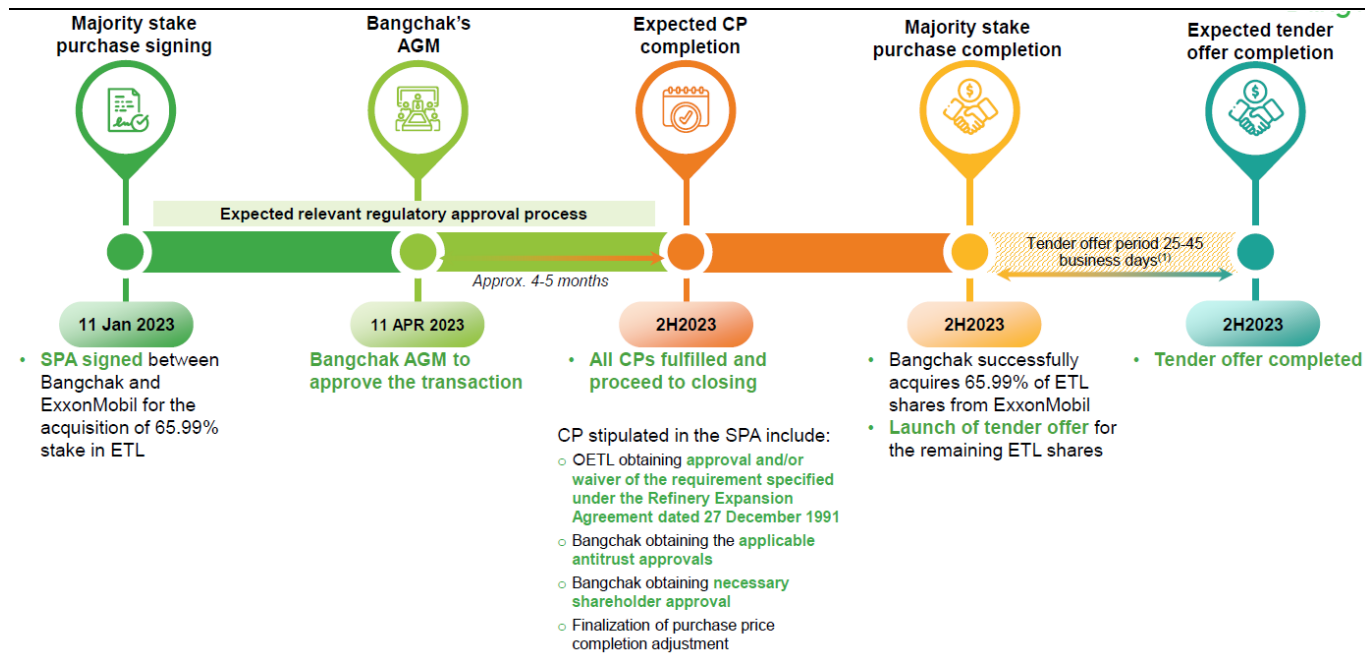 Majority stake
purchase signing
Bangchak's
AGM
Expected CP
completion
Majority stake
purchase completion
Expected tender
offer completion
Expected relevant regulatory approval process
Approx. 4-5 months
Tender offer period 25-45
business days(1)
11 Jan 2023
11 APR 2023
2H2023
2H2023
2H2023
• SPA signed between
Bangchak and
ExxonMobil for the
acquisition of 65.99%
stake in ETL
Bangchak AGM to
approve the transaction
• All CPs fulfilled and
proceed to closing
CP stipulated in the SPA include:
o OETL obtaining approval and/or
waiver of the requirement specified
under the Refinery Expansion
Agreement dated 27 December 1991
o Bangchak obtaining the applicable
antitrust approvals
o Bangchak obtaining necessary
shareholder approval
o Finalization of purchase price
completion adjustment
• Bangchak successfully
acquires 65.99% of ETL
shares from ExxonMobil
• Launch of tender offer for
the remaining ETL shares
• Tender offer completed